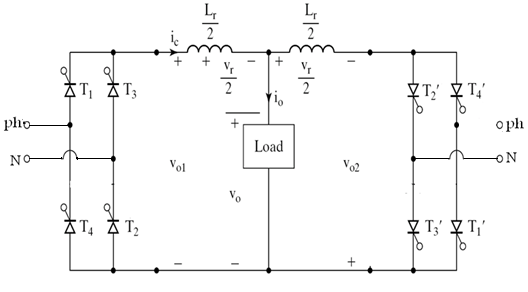 L_r/2 L_r/2
i_c
+ + v_r/2 − + v_r/2 −
T_1 T_3 T_2′ T_4′
i_o
ph ph
+
Load
N N
v_o1 v_o2
v_o
T_4 T_2 T_3′ T_1′
− − +